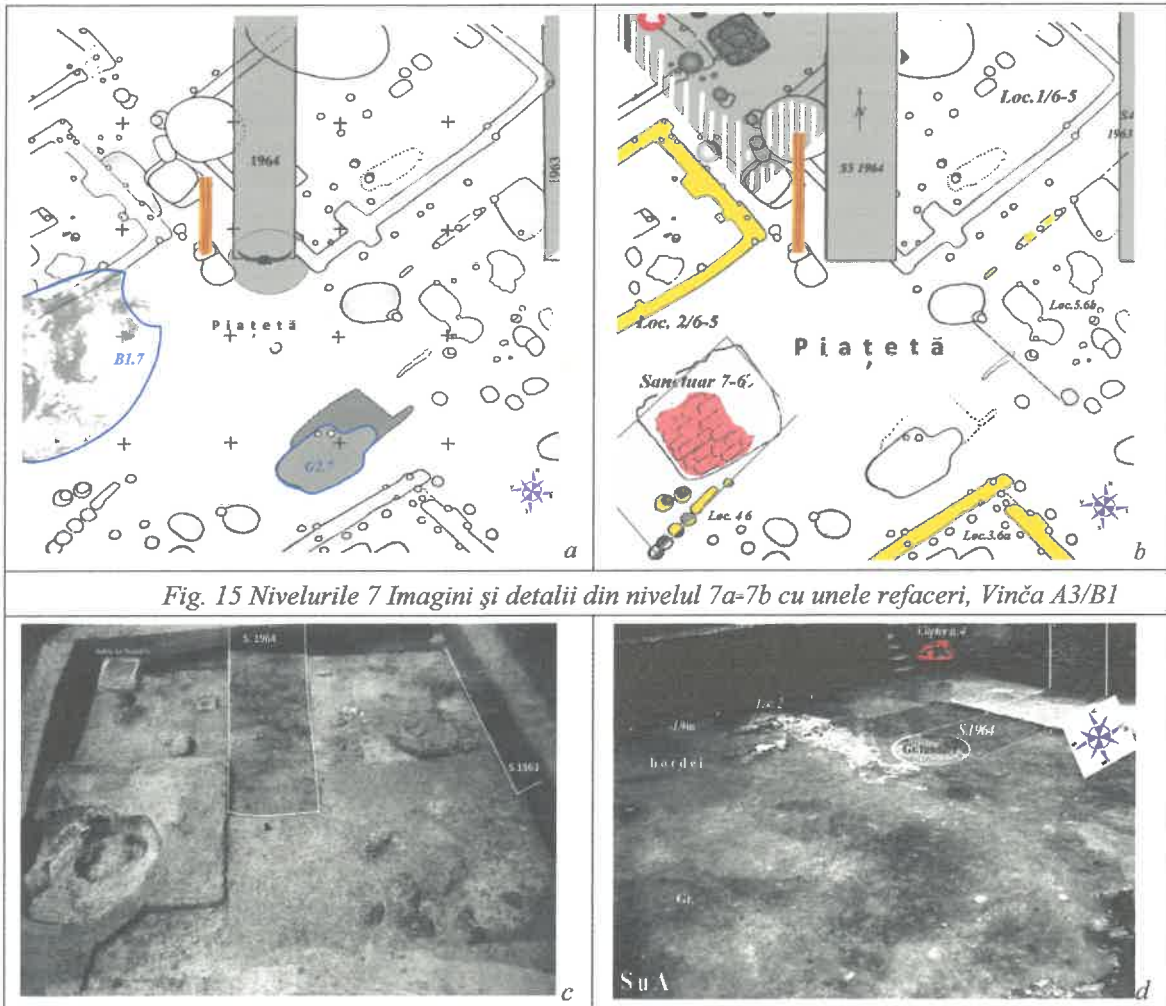 1964
1963
Piațetă
B1.7
G2.7
a
Loc.1/6-5
N
S4
1963
S5 1964
Loc. 2/6-5
Loc.5.6b
Piațetă
Sanctuar 7-6
Loc. 4 6
Loc.3.6a
b
Fig. 15 Nivelurile 7 Imagini și detalii din nivelul 7a-7b cu unele refaceri, Vinča A3/B1
S. 1964
S.1963
c
S.1964
bordei
Gr.
SuA
d